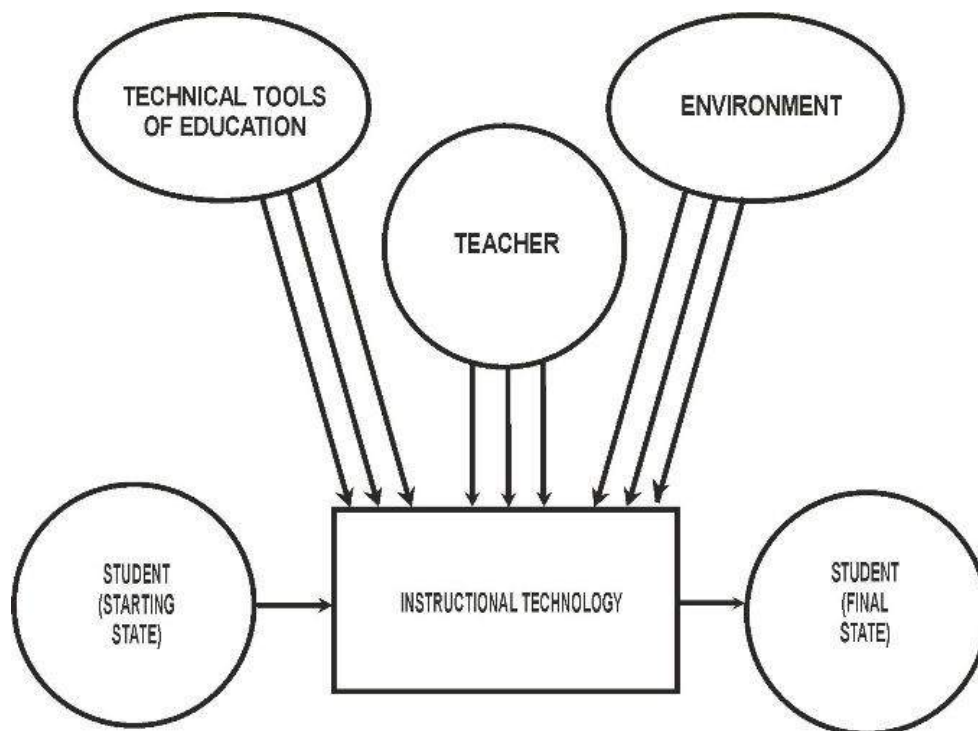 TECHNICAL TOOLS
OF EDUCATION
ENVIRONMENT
TEACHER
STUDENT
(STARTING
STATE)
INSTRUCTIONAL TECHNOLOGY
STUDENT
(FINAL
STATE)